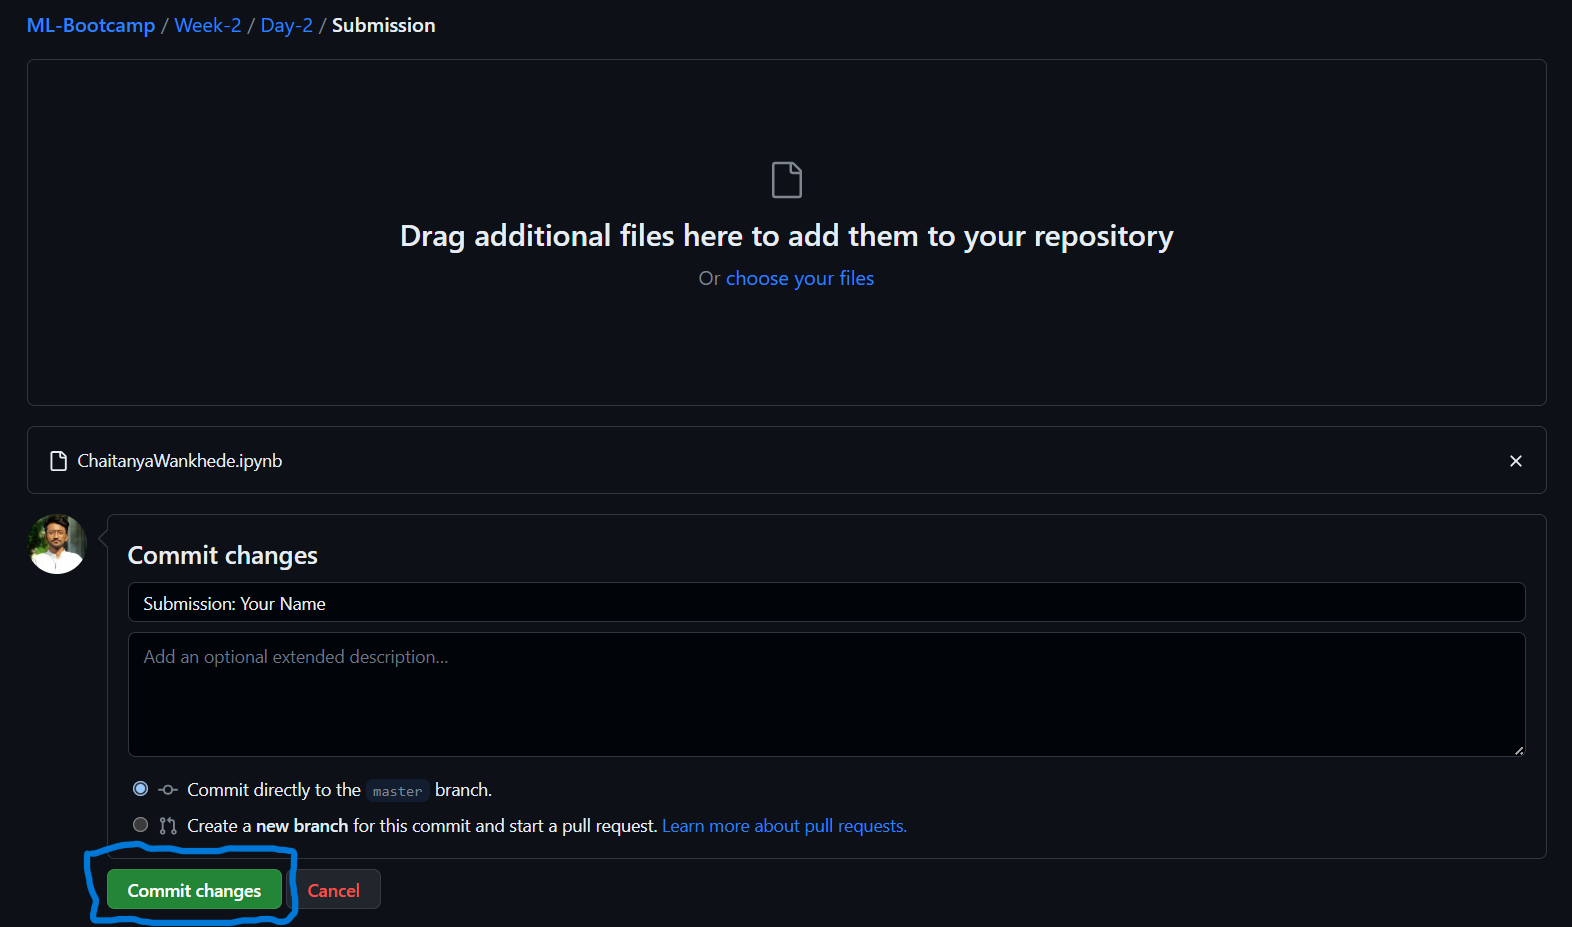 ML-Bootcamp / Week-2 / Day-2 / Submission
Drag additional files here to add them to your repository
Or choose your files
ChaitanyaWankhede.ipynb
Commit changes
Submission: Your Name
Add an optional extended description...
Commit directly to the master branch.
Create a new branch for this commit and start a pull request. Learn more about pull requests.
Commit changes Cancel